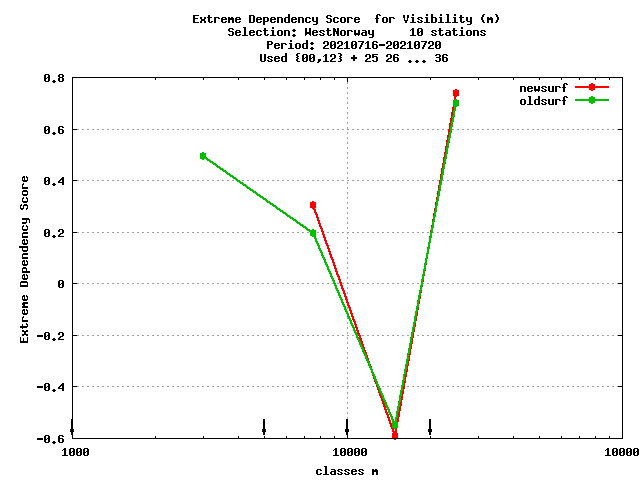 Extreme Dependency Score  for Visibility (m)
Selection: WestNorway     10 stations
Period: 20210716-20210720
Used {00,12} + 25 26 ... 36
newsurf
oldsurf
0.8
0.6
0.4
0.2
0
-0.2
-0.4
-0.6
Extreme Dependency Score
1000
10000
10000
classes m